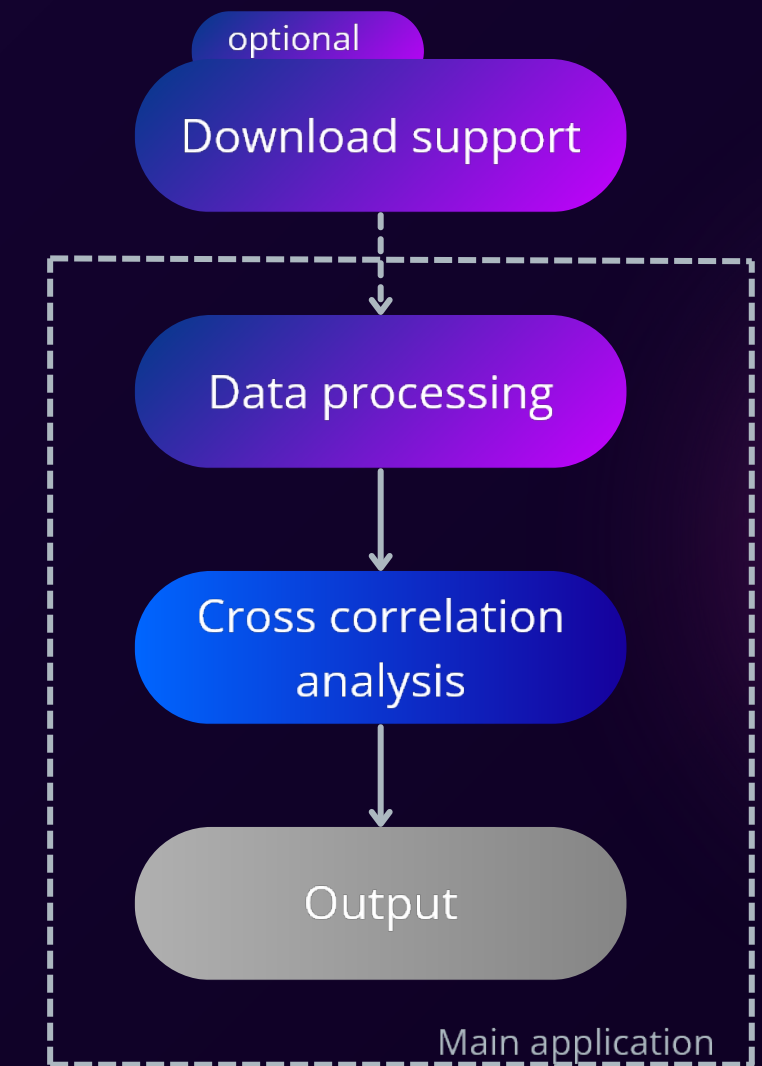 optional
Download support
Data processing
Cross correlation
analysis
Output
Main application